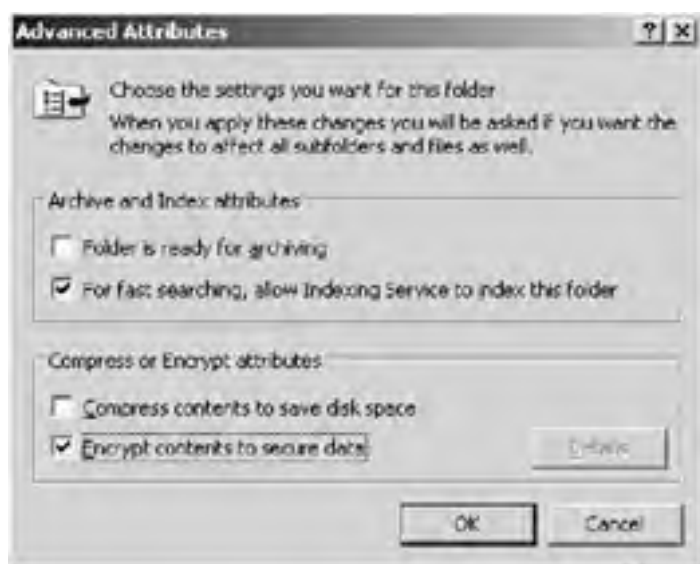 Advanced Attributes
Choose the settings you want for this folder
When you apply these changes you will be asked if you want the
changes to affect all subfolders and files as well.
Archive and Index attributes
Folder is ready for archiving
For fast searching, allow Indexing Service to index this folder
Compress or Encrypt attributes
Compress contents to save disk space
Encrypt contents to secure data
Details
OK
Cancel